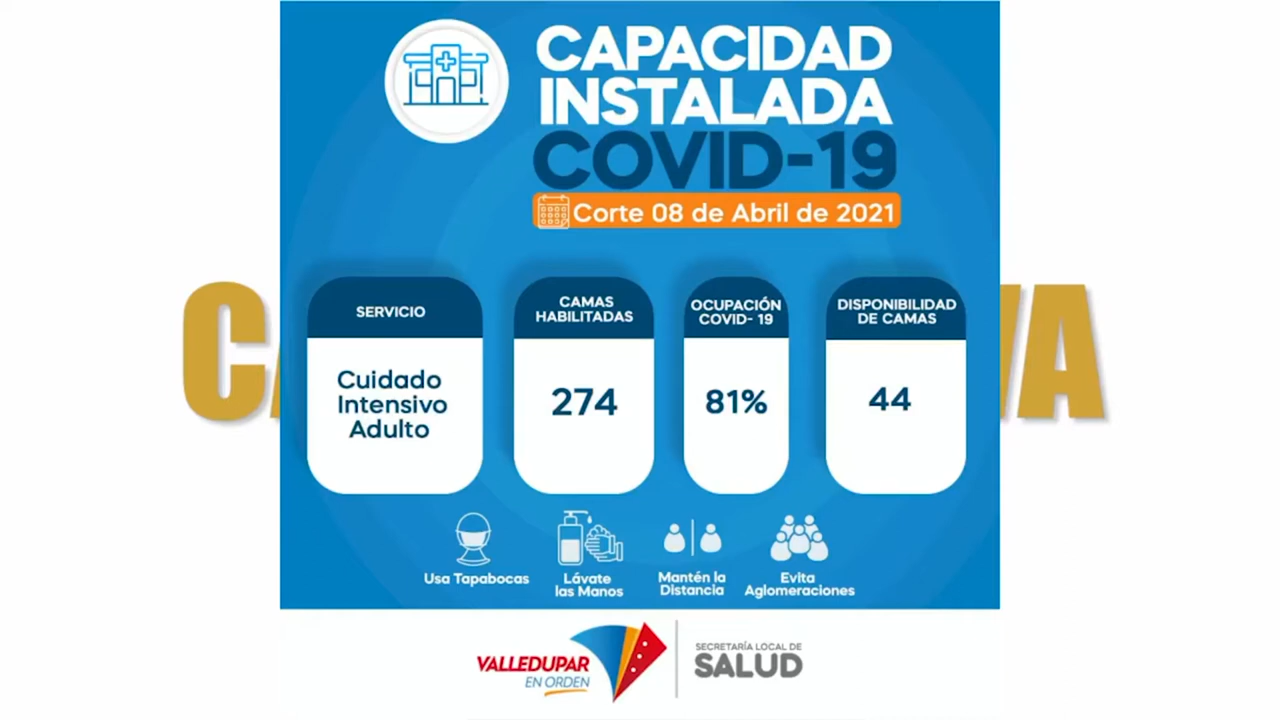 CAPACIDAD
INSTALADA
COVID-19
Corte 08 de Abril de 2021
SERVICIO
Cuidado
Intensivo
Adulto
CAMAS
HABILITADAS
274
OCUPACIÓN
COVID- 19
81%
DISPONIBILIDAD
DE CAMAS
44
Usa Tapabocas
Lávate
las Manos
Mantén la
Distancia
Evita
Aglomeraciones
VALLEDUPAR
EN ORDEN
SECRETARÍA LOCAL DE
SALUD